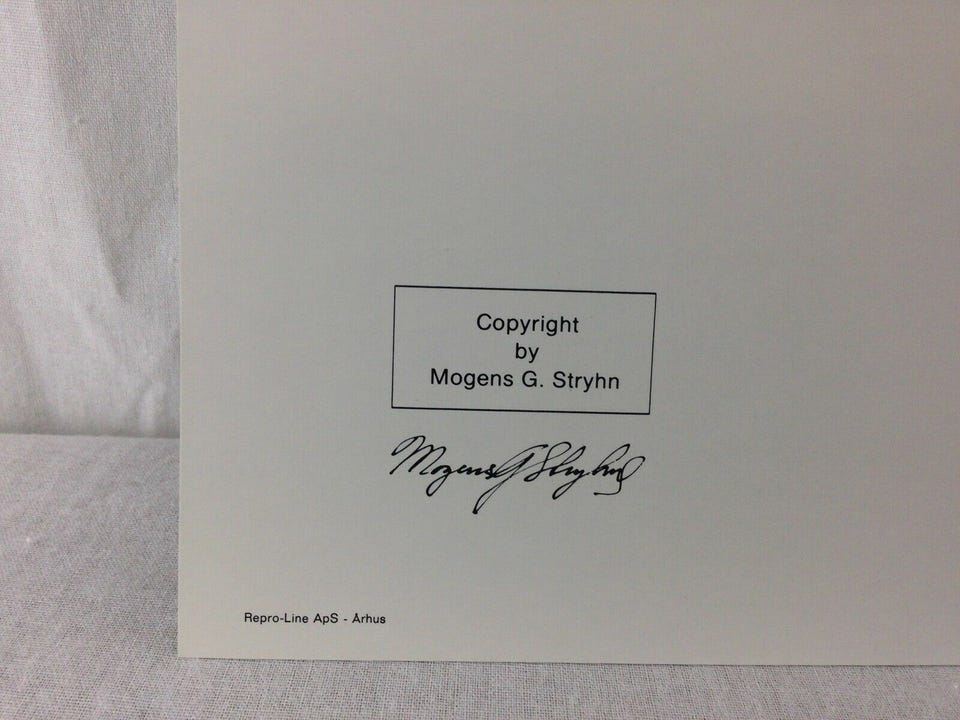 Copyright
by
Mogens G. Stryhn
Mogens G Stryhn
Repro-Line ApS - Århus